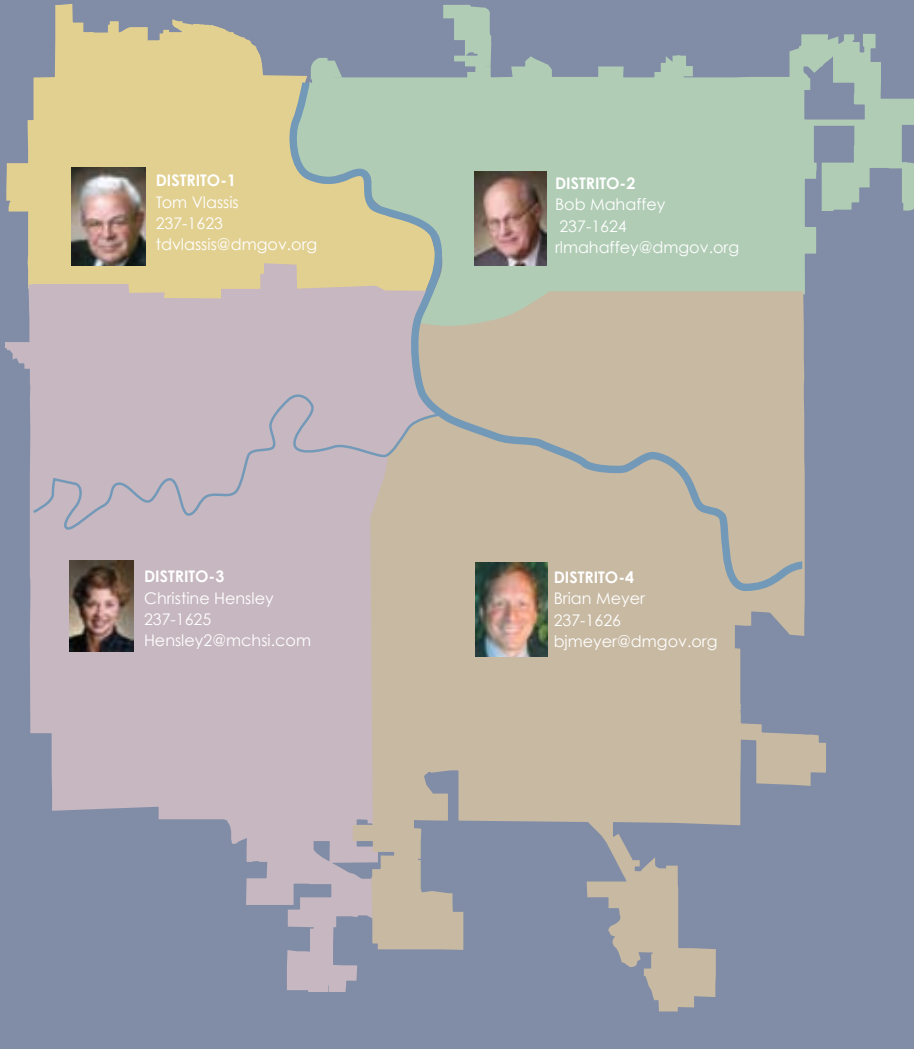 DISTRITO-1
Tom Vlassis
237-1623
tdvlassis@dmgov.org
DISTRITO-2
Bob Mahaffey
237-1624
rlmahaffey@dmgov.org
DISTRITO-3
Christine Hensley
237-1625
Hensley2@mchsi.com
DISTRITO-4
Brian Meyer
237-1626
bjmeyer@dmgov.org